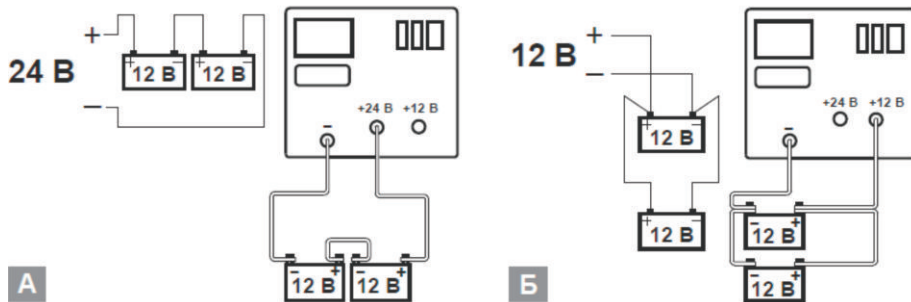 24 В
+
−
+ 12 В −
+ 12 В −
+24 В
+12 В
−
− 12 В +
− 12 В +
А
12 В
+
−
+ 12 В −
+ 12 В −
+24 В
+12 В
−
− 12 В +
− 12 В +
Б